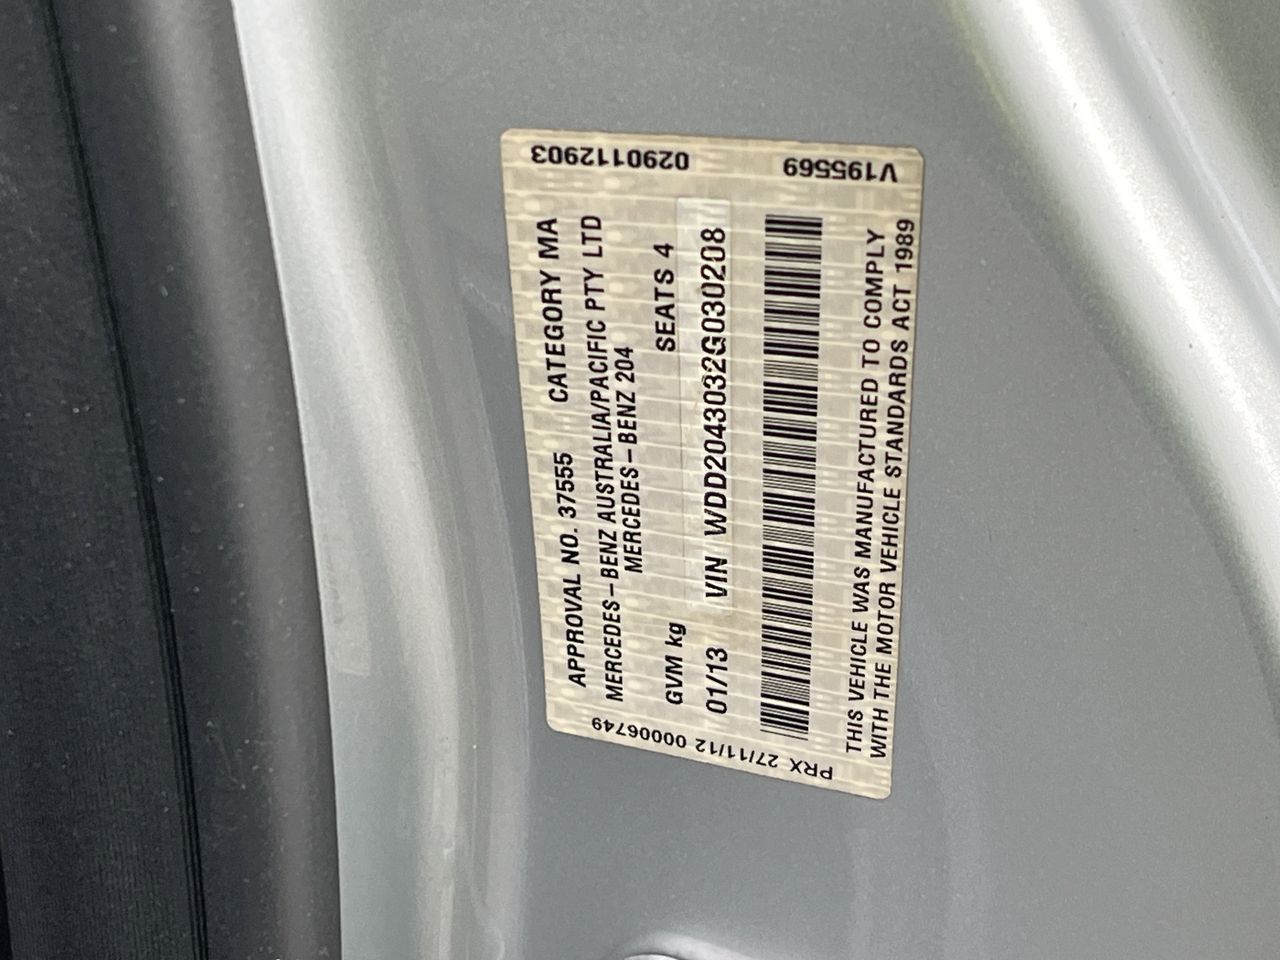 APPROVAL NO. 37555 CATEGORY MA
MERCEDES-BENZ AUSTRALIA/PACIFIC PTY LTD
MERCEDES-BENZ 204
GVM kg SEATS 4
01/13 VIN WDD2043032G030208
THIS VEHICLE WAS MANUFACTURED TO COMPLY
WITH THE MOTOR VEHICLE STANDARDS ACT 1989
0290112903 V195569
PRX 27/11/12 00006749